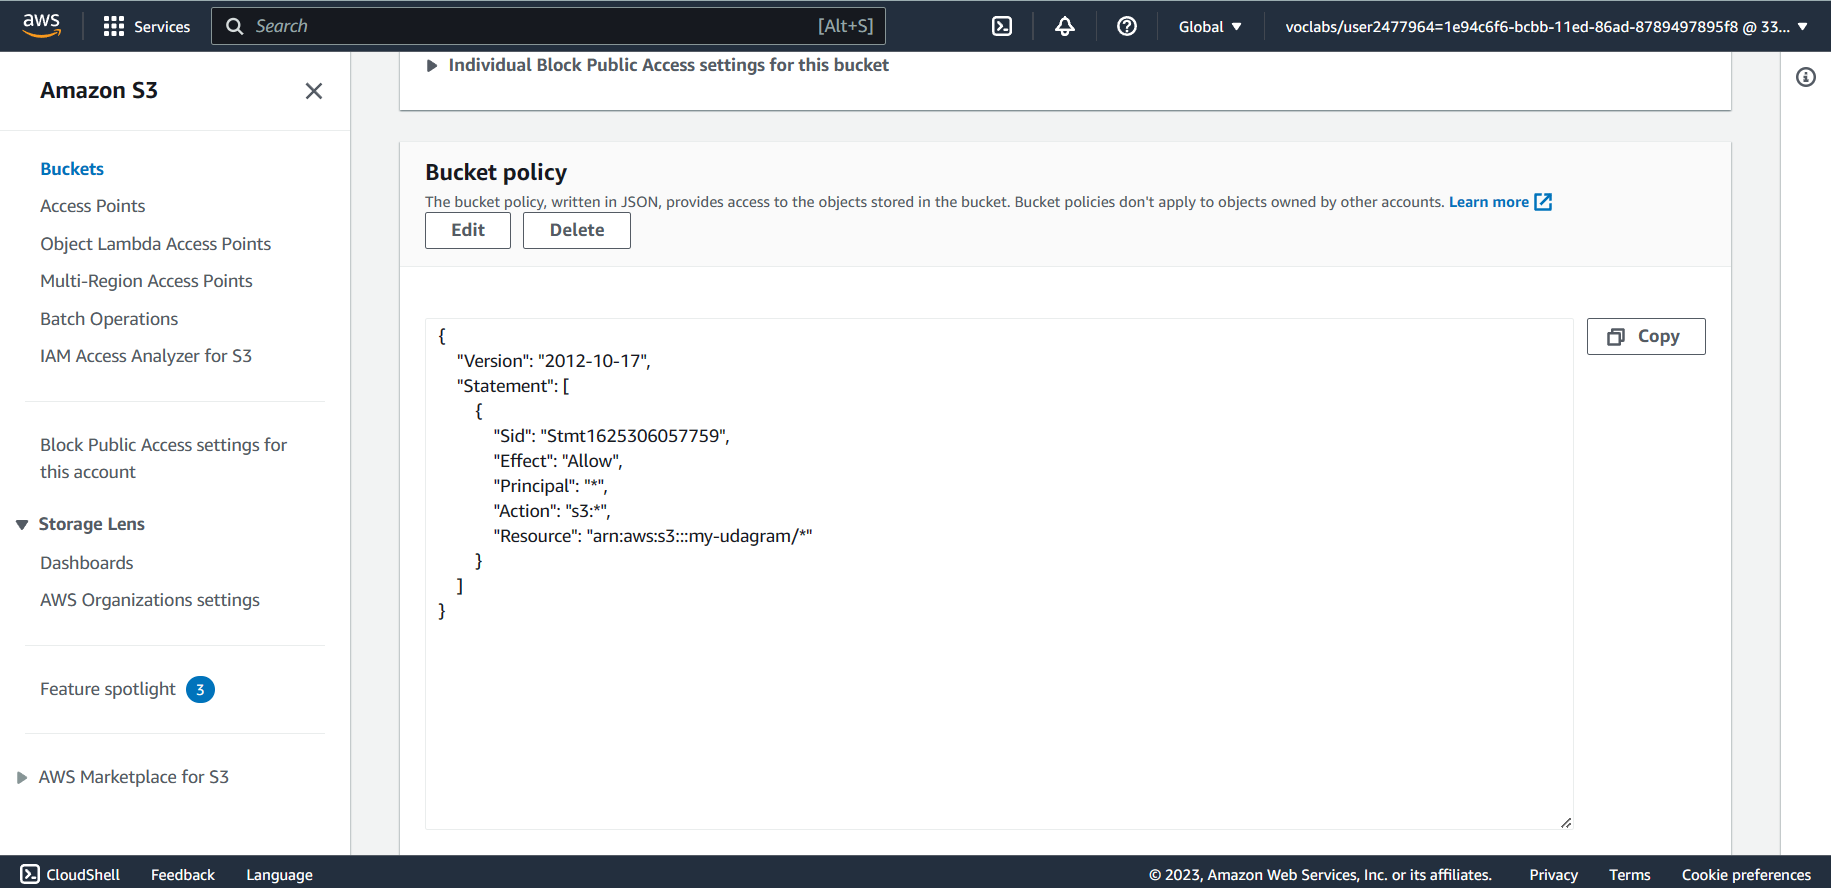 aws
Services
Search
[Alt+S]
Global
voclabs/user2477964=1e94c6f6-bcbb-11ed-86ad-8789497895f8 @ 33...
Amazon S3
Buckets
Access Points
Object Lambda Access Points
Multi-Region Access Points
Batch Operations
IAM Access Analyzer for S3
Block Public Access settings for
this account
Storage Lens
Dashboards
AWS Organizations settings
Feature spotlight 3
AWS Marketplace for S3
Individual Block Public Access settings for this bucket
Bucket policy
The bucket policy, written in JSON, provides access to the objects stored in the bucket. Bucket policies don't apply to objects owned by other accounts. Learn more
Edit
Delete
Copy
{
"Version": "2012-10-17",
"Statement": [
{
"Sid": "Stmt1625306057759",
"Effect": "Allow",
"Principal": "*",
"Action": "s3:*",
"Resource": "arn:aws:s3:::my-udagram/*"
}
]
}
CloudShell
Feedback
Language
© 2023, Amazon Web Services, Inc. or its affiliates.
Privacy
Terms
Cookie preferences